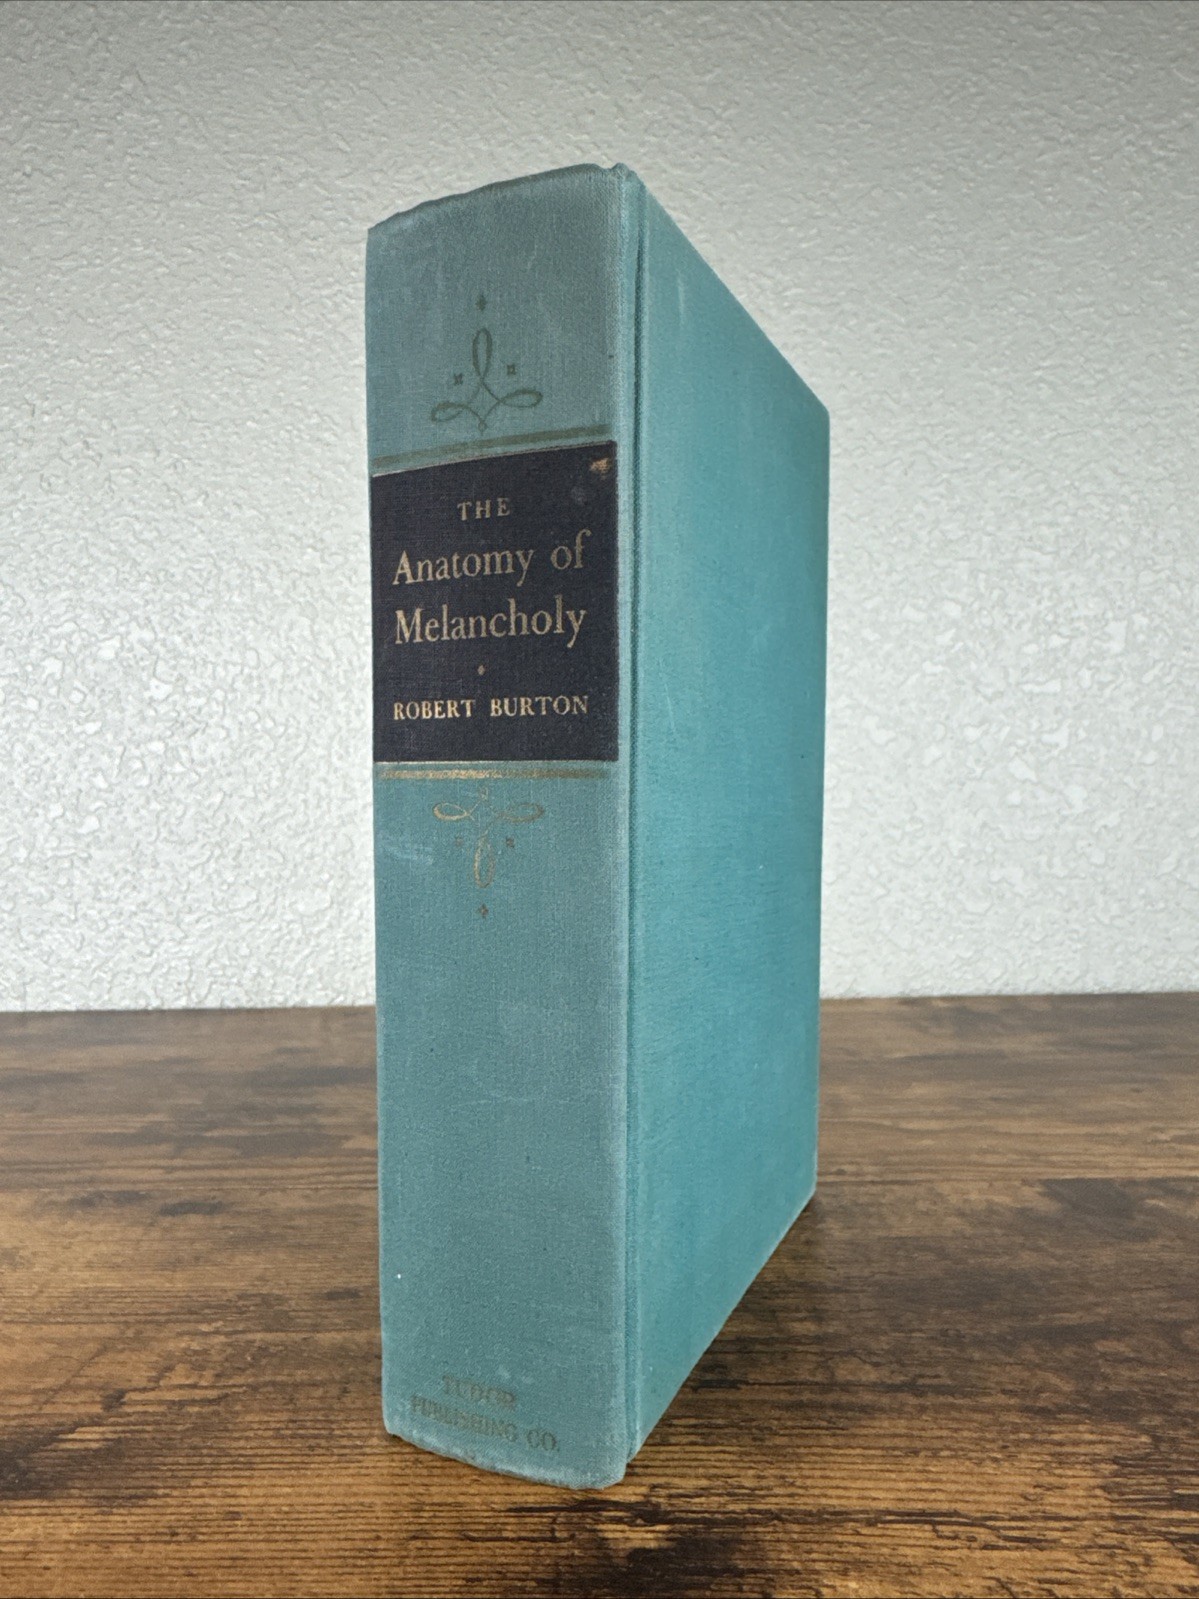 THE
Anatomy of
Melancholy
ROBERT BURTON
TUDOR
PUBLISHING CO.